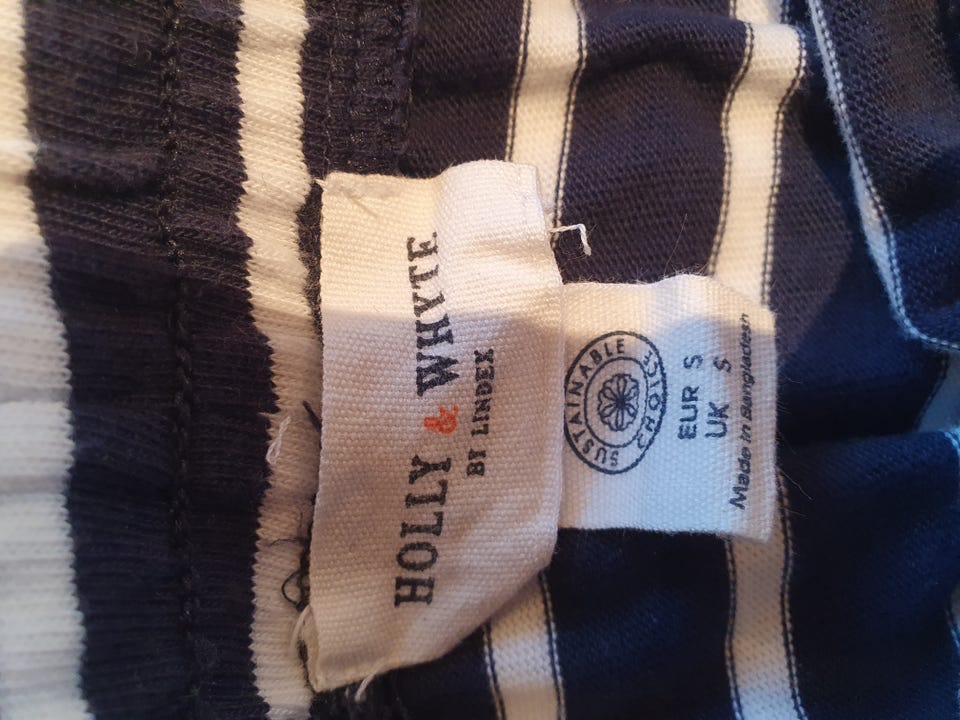 HOLLY & WHYTE
BY LINDEX
SUSTAINABLE CHOICE
EUR S
UK S
Made in Bangladesh